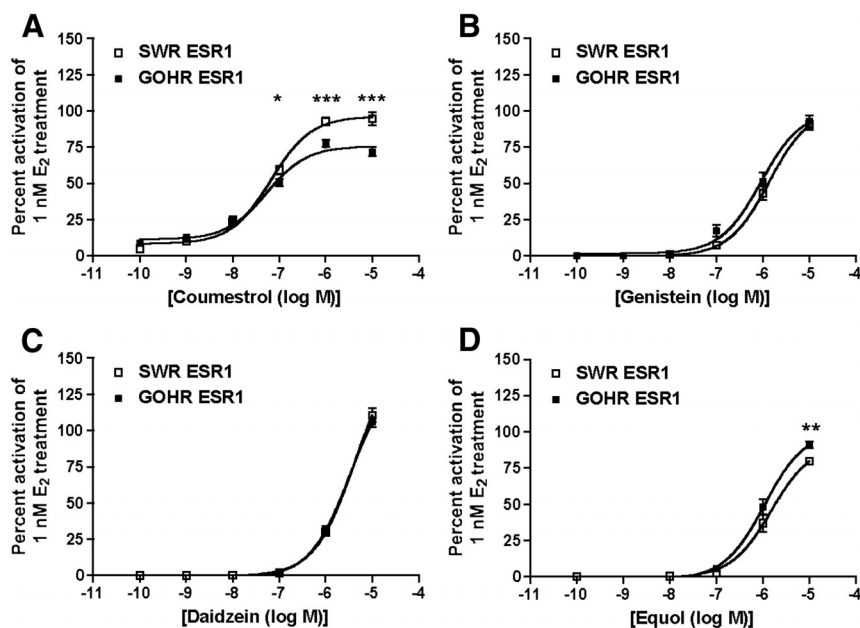 A
SWR ESR1
GOHR ESR1
* *** ***
Percent activation of
1 nM E₂ treatment
150
125
100
75
50
25
0
-11 -10 -9 -8 -7 -6 -5 -4
[Coumestrol (log M)]
B
SWR ESR1
GOHR ESR1
Percent activation of
1 nM E₂ treatment
150
125
100
75
50
25
0
-11 -10 -9 -8 -7 -6 -5 -4
[Genistein (log M)]
C
SWR ESR1
GOHR ESR1
Percent activation of
1 nM E₂ treatment
150
125
100
75
50
25
0
-11 -10 -9 -8 -7 -6 -5 -4
[Daidzein (log M)]
D
SWR ESR1
GOHR ESR1
**
Percent activation of
1 nM E₂ treatment
150
125
100
75
50
25
0
-11 -10 -9 -8 -7 -6 -5 -4
[Equol (log M)]